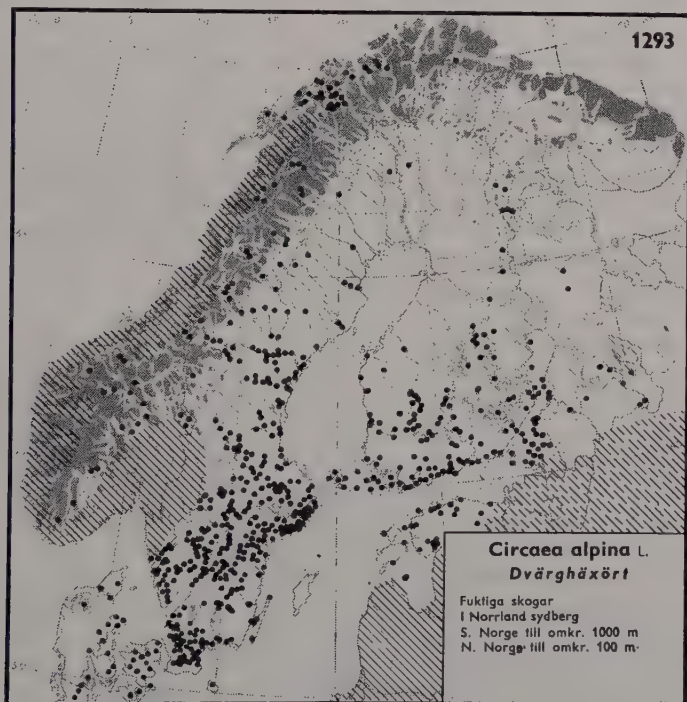 1293
Circaea alpina L.
Dvärghäxört
Fuktiga skogar
I Norrland sydberg
S. Norge till omkr. 1000 m
N. Norge till omkr. 100 m.